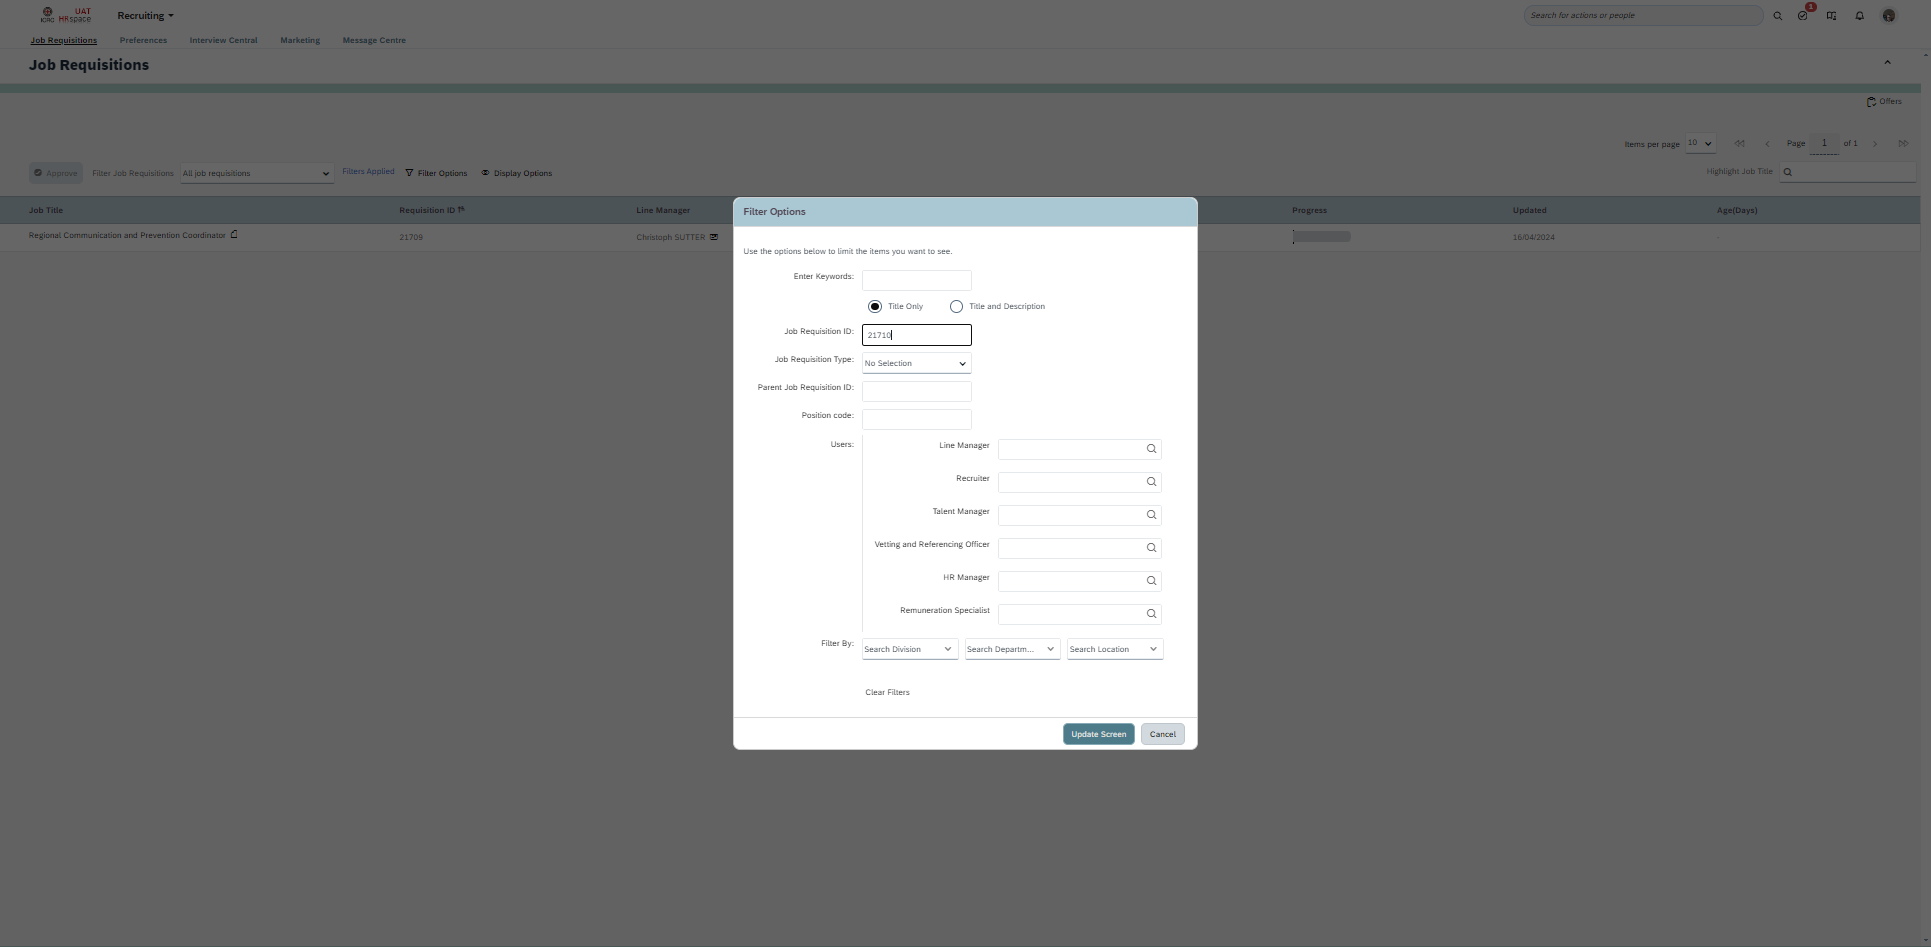 UAT
ICRC HRspace
Recruiting
Search for actions or people
1
Job Requisitions
Preferences
Interview Central
Marketing
Message Centre
Job Requisitions
Offers
Items per page 10
Page 1 of 1
Approve
Filter Job Requisitions
All job requisitions
Filters Applied
Filter Options
Display Options
Highlight Job Title
Job Title
Requisition ID
Line Manager
Progress
Updated
Age(Days)
Regional Communication and Prevention Coordinator
21709
Christoph SUTTER
16/04/2024
-
Filter Options
Use the options below to limit the items you want to see.
Enter Keywords:
Title Only
Title and Description
Job Requisition ID: 21710
Job Requisition Type: No Selection
Parent Job Requisition ID:
Position code:
Users:
Line Manager
Recruiter
Talent Manager
Vetting and Referencing Officer
HR Manager
Remuneration Specialist
Filter By: Search Division Search Departm... Search Location
Clear Filters
Update Screen
Cancel